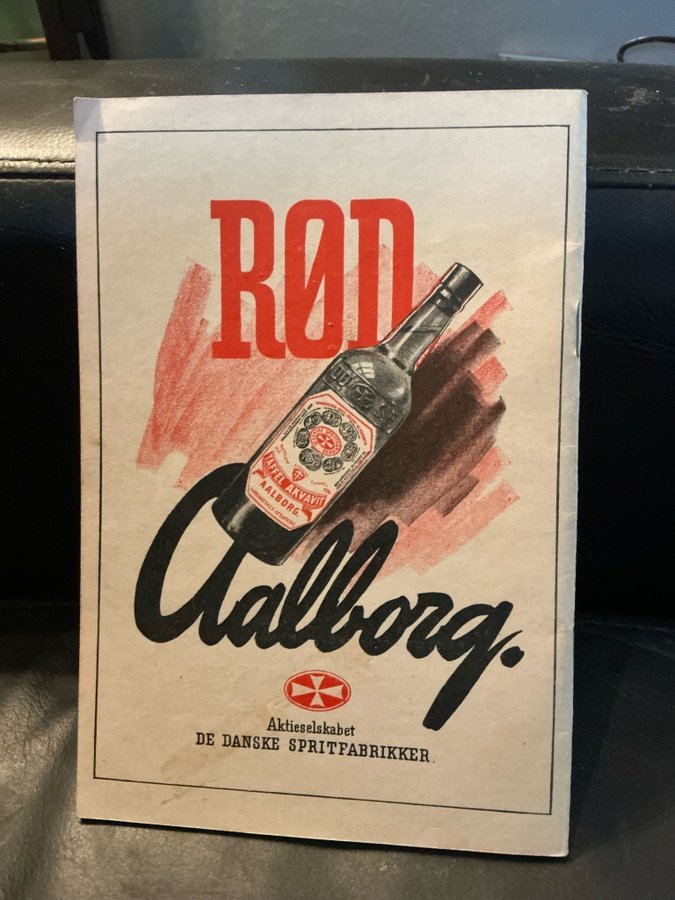 RØD
TAFFEL AKVAVIT
AALBORG.
Aalborg.
Aktieselskabet
DE DANSKE SPRITFABRIKKER.